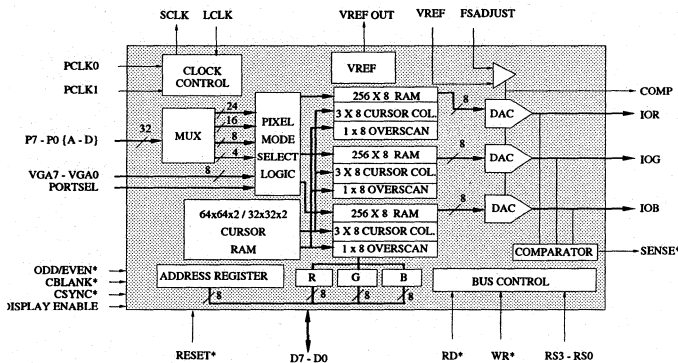 SCLK LCLK VREF OUT VREF FSADJUST
PCLK0
PCLK1
CLOCK
CONTROL
VREF
COMP
32
P7 - P0 {A - D}
MUX
24
16
8
4
VGA7 - VGA0
8
PORTSEL
PIXEL
MODE
SELECT
LOGIC
256 X 8 RAM
3 X 8 CURSOR COL.
1 x 8 OVERSCAN
8
DAC
IOR
256 X 8 RAM
3 X 8 CURSOR COL.
1 x 8 OVERSCAN
8
DAC
IOG
256 X 8 RAM
3 X 8 CURSOR COL.
1 x 8 OVERSCAN
8
DAC
IOB
64x64x2 / 32x32x2
CURSOR
RAM
COMPARATOR
SENSE*
ODD/EVEN*
CBLANK*
CSYNC*
DISPLAY ENABLE
ADDRESS REGISTER
R G B
8 8 8 8
BUS CONTROL
RESET* D7 - D0 RD* WR* RS3 - RS0